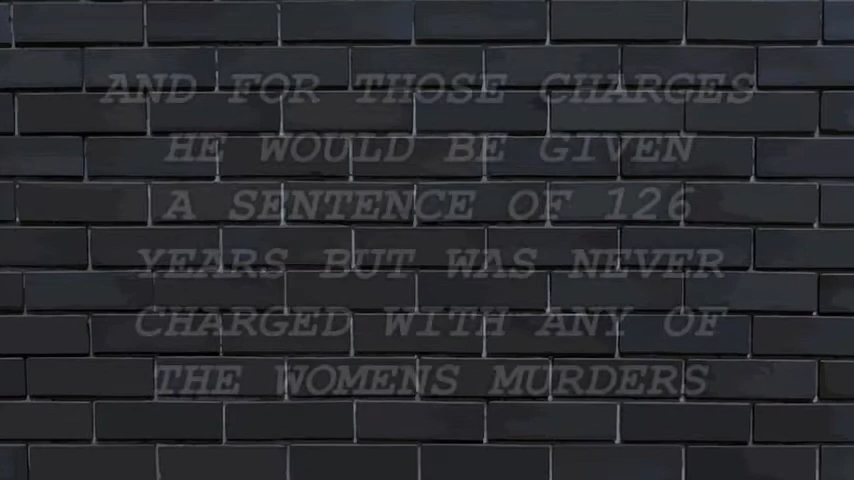 AND FOR THOSE CHARGES
HE WOULD BE GIVEN
A SENTENCE OF 126
YEARS BUT WAS NEVER
CHARGED WITH ANY OF
THE WOMENS MURDERS